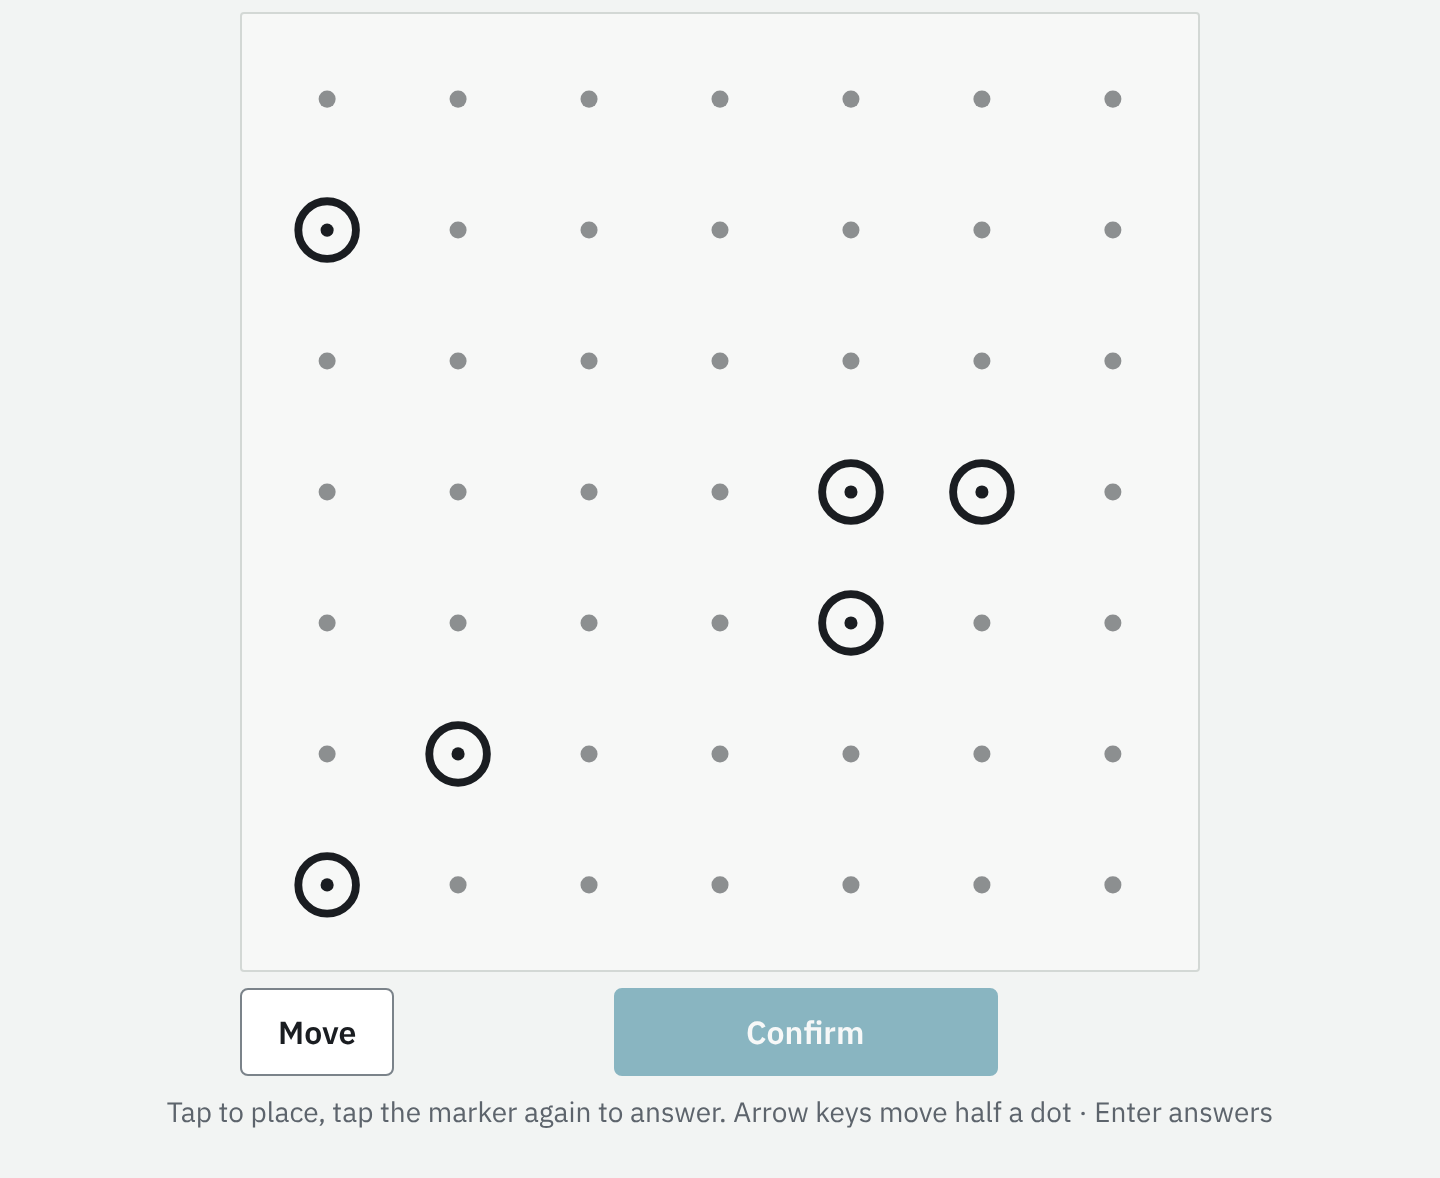 Move
Confirm
Tap to place, tap the marker again to answer. Arrow keys move half a dot · Enter answers